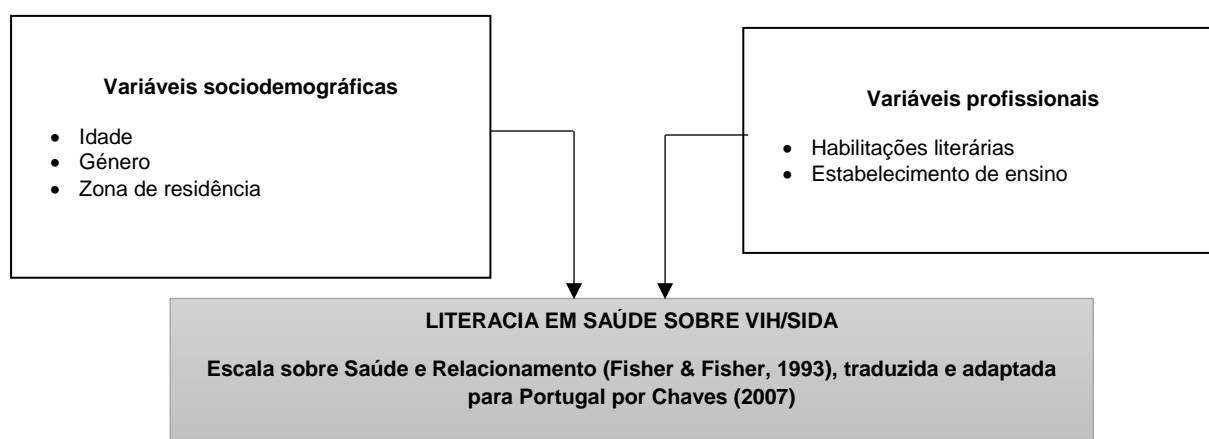 Variáveis sociodemográficas
• Idade
• Género
• Zona de residência
Variáveis profissionais
• Habilitações literárias
• Estabelecimento de ensino
LITERACIA EM SAÚDE SOBRE VIH/SIDA
Escala sobre Saúde e Relacionamento (Fisher & Fisher, 1993), traduzida e adaptada
para Portugal por Chaves (2007)